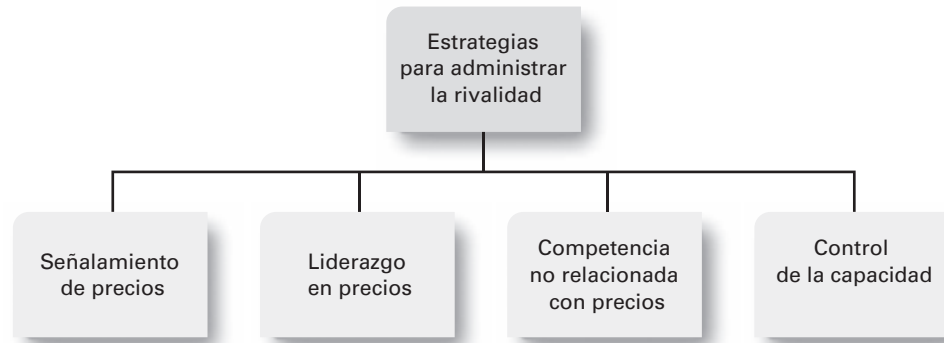 Estrategias
para administrar
la rivalidad
Señalamiento
de precios
Liderazgo
en precios
Competencia
no relacionada
con precios
Control
de la capacidad